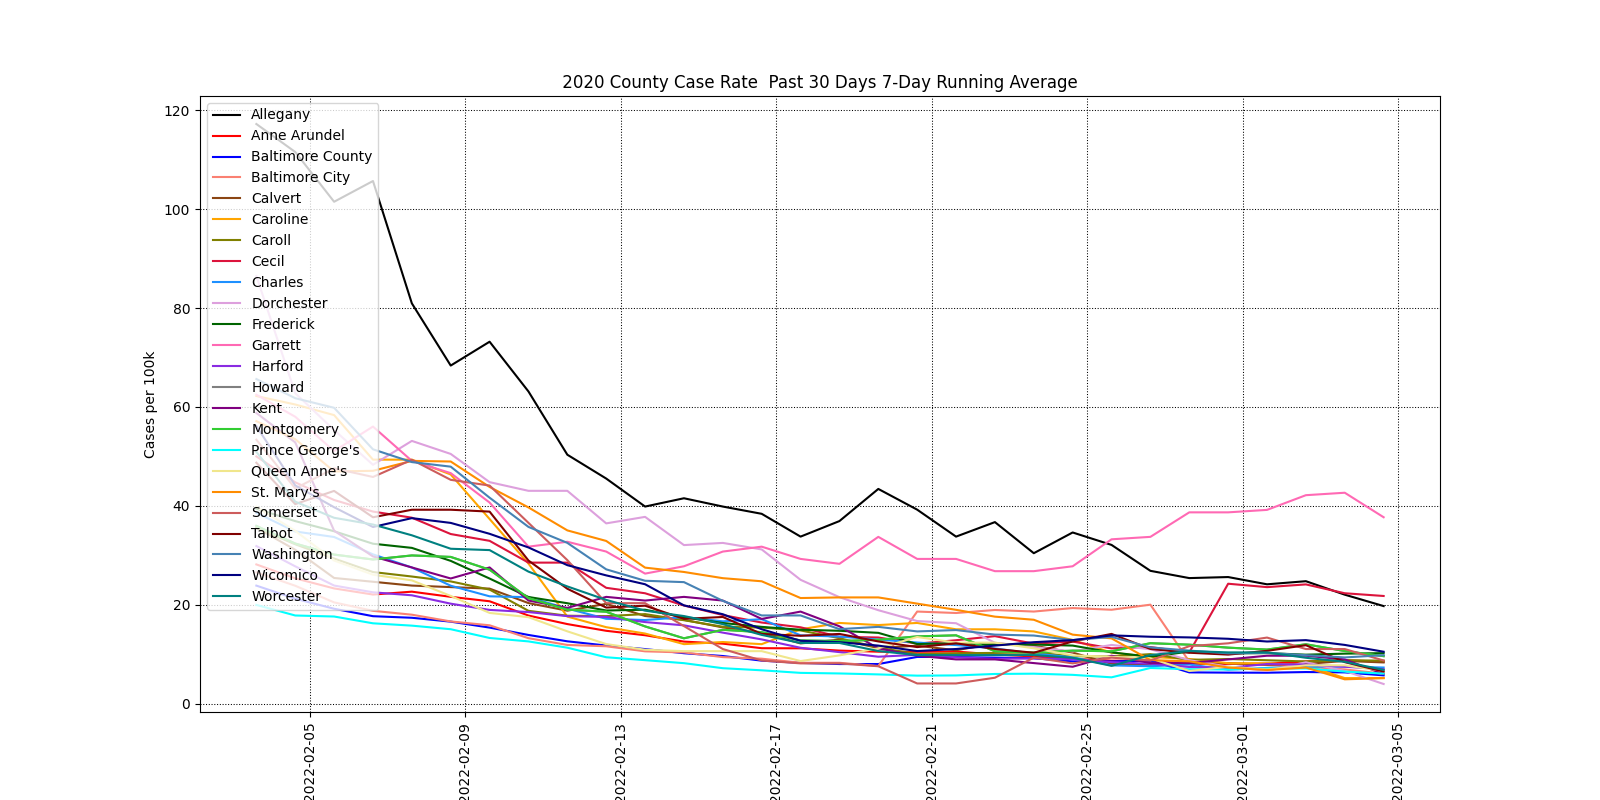 2020 County Case Rate  Past 30 Days 7-Day Running Average
Cases per 100k
120
100
80
60
40
20
0
Allegany
Anne Arundel
Baltimore County
Baltimore City
Calvert
Caroline
Caroll
Cecil
Charles
Dorchester
Frederick
Garrett
Harford
Howard
Kent
Montgomery
Prince George's
Queen Anne's
St. Mary's
Somerset
Talbot
Washington
Wicomico
Worcester
2022-02-05
2022-02-09
2022-02-13
2022-02-17
2022-02-21
2022-02-25
2022-03-01
2022-03-05